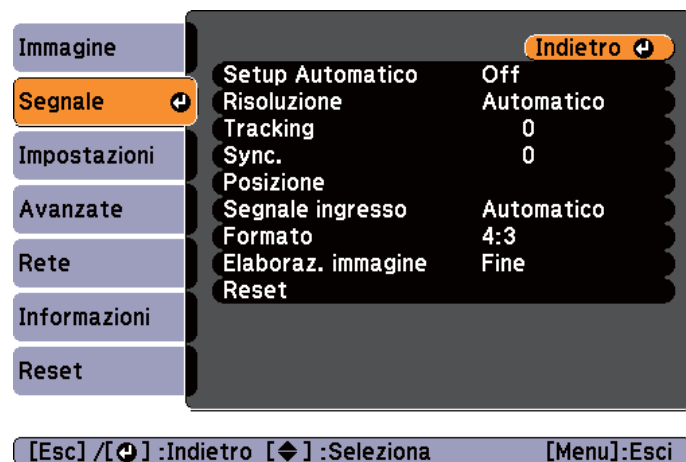 Immagine
Segnale
Impostazioni
Avanzate
Rete
Informazioni
Reset
Indietro
Setup Automatico Off
Risoluzione Automatico
Tracking 0
Sync. 0
Posizione
Segnale ingresso Automatico
Formato 4:3
Elaboraz. immagine Fine
Reset
[Esc] /[⏎] :Indietro [◆] :Seleziona [Menu]:Esci